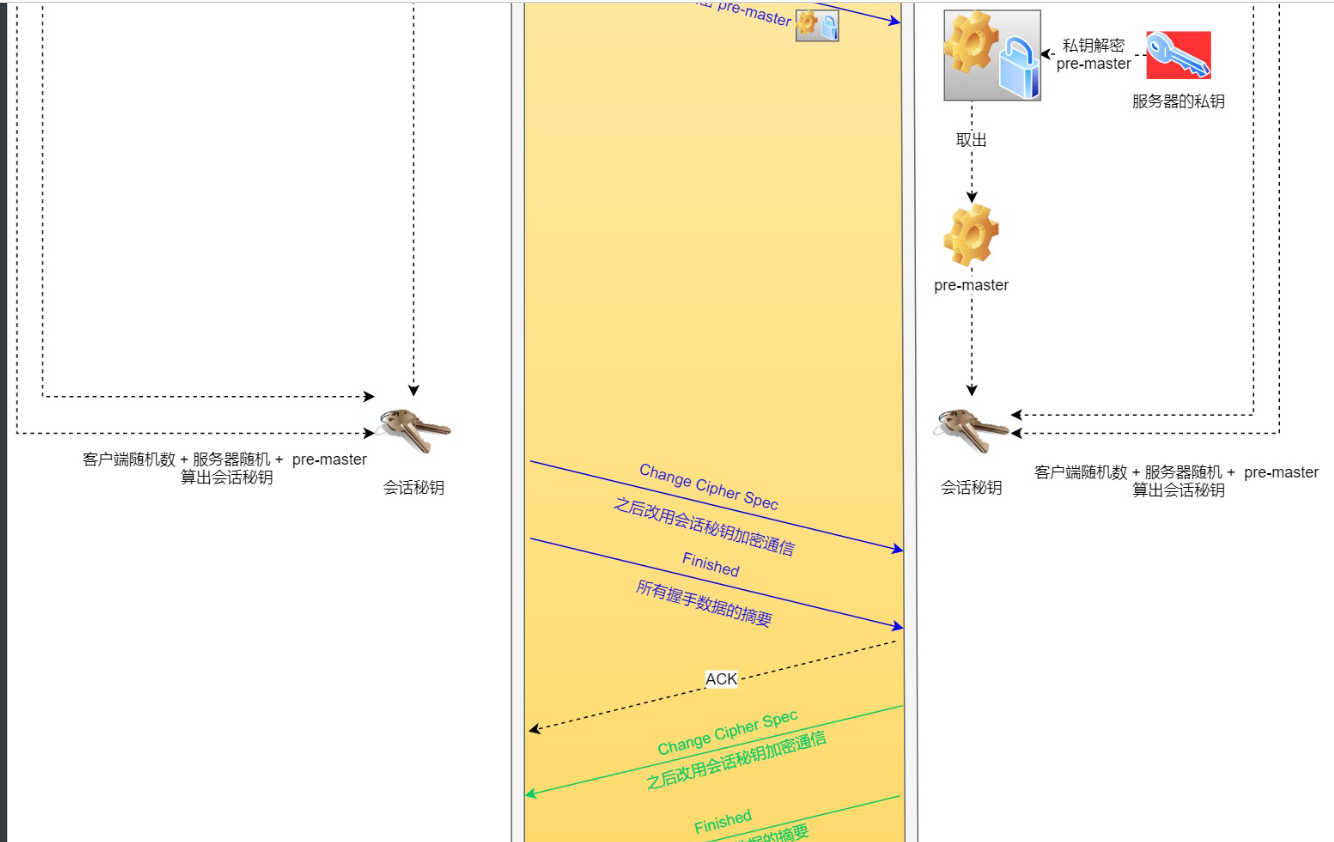 出 pre-master
私钥解密
pre-master
服务器的私钥
取出
pre-master
客户端随机数 + 服务器随机 + pre-master
算出会话秘钥
会话秘钥
会话秘钥
客户端随机数 + 服务器随机 + pre-master
算出会话秘钥
Change Cipher Spec
之后改用会话秘钥加密通信
Finished
所有握手数据的摘要
ACK
Change Cipher Spec
之后改用会话秘钥加密通信
Finished
据的摘要